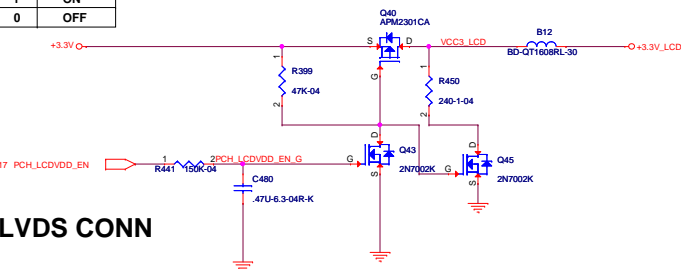 1 ON
0 OFF
Q40
APM2301CA
+3.3V
S
D
VCC3_LCD
B12
BD-QT1608RL-30
+3.3V_LCD
1
R399
47K-04
2
G
1
R450
240-1-04
2
17 PCH_LCDVDD_EN
1
2
PCH_LCDVDD_EN_G
R441 150K-04
G
D
S
Q43
2N7002K
G
D
S
Q45
2N7002K
C480
.47U-6.3-04R-K
LVDS CONN